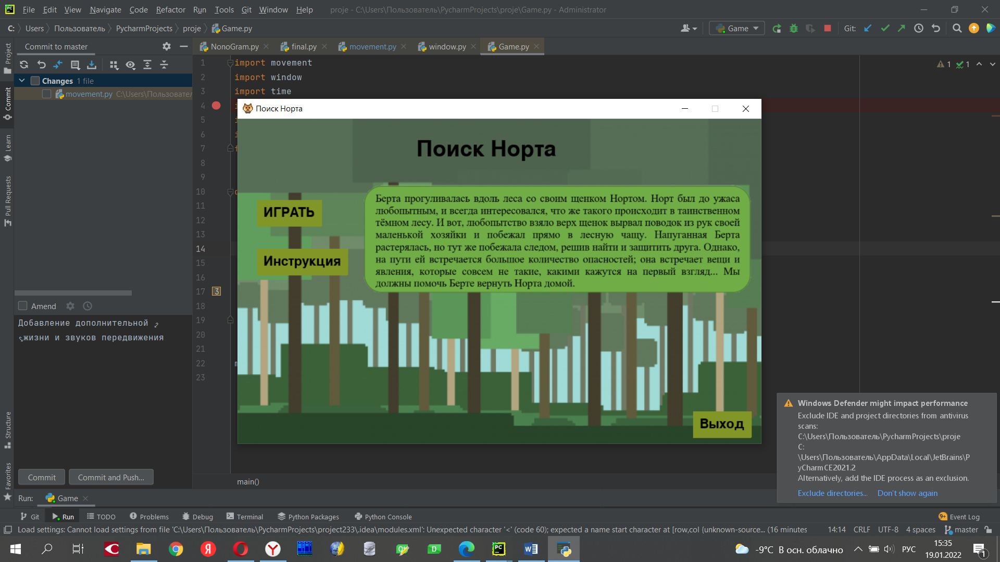 File Edit View Navigate Code Refactor Run Tools Git Window Help proje - C:\Users\Пользователь\PycharmProjects\proje\Game.py - Administrator
C: Users Пользователь PycharmProjects proje Game.py Game Git:
Commit to master NonoGram.py final.py movement.py window.py Game.py
Project
Commit
Learn
Pull Requests
Structure
Favorites
Changes 1 file
movement.py C:\Users\Пользовател
Amend
Добавление дополнительной
жизни и звуков передвижения
Commit Commit and Push...
1 import movement
2 import window
3 import time
4
5
6
7
8
9
10
11
12
13
14
15
16
17 3
18
19
20
21
22
23
1 1
main()
Поиск Норта
Поиск Норта
ИГРАТЬ
Инструкция
Берта прогуливалась вдоль леса со своим щенком Нортом. Норт был до ужаса
любопытным, и всегда интересовался, что же такого происходит в таинственном
тёмном лесу. И вот, любопытство взяло верх щенок вырвал поводок из рук своей
маленькой хозяйки и побежал прямо в лесную чащу. Напуганная Берта
растерялась, но тут же побежала следом, решив найти и защитить друга. Однако,
на пути ей встречается большое количество опасностей; она встречает вещи и
явления, которые совсем не такие, какими кажутся на первый взгляд... Мы
должны помочь Берте вернуть Норта домой.
Выход
Windows Defender might impact performance
Exclude IDE and project directories from antivirus
scans:
C:\Users\Пользователь\PycharmProjects\proje
C:
\Users\Пользователь\AppData\Local\JetBrains\P
yCharmCE2021.2
Alternatively, add the IDE process as an exclusion.
Exclude directories... Don't show again
Run: Game
Git Run TODO Problems Debug Terminal Python Packages Python Console 9+ Event Log
Load settings: Cannot load settings from file 'C:\Users\Пользователь\PycharmProjects\project233\.idea\modules.xml': Unexpected character '<' (code 60); expected a name start character at [row,col {unknown-source... (16 minutes 14:14 CRLF UTF-8 4 spaces master
-9°C В осн. облачно РУС 15:35
19.01.2022 1